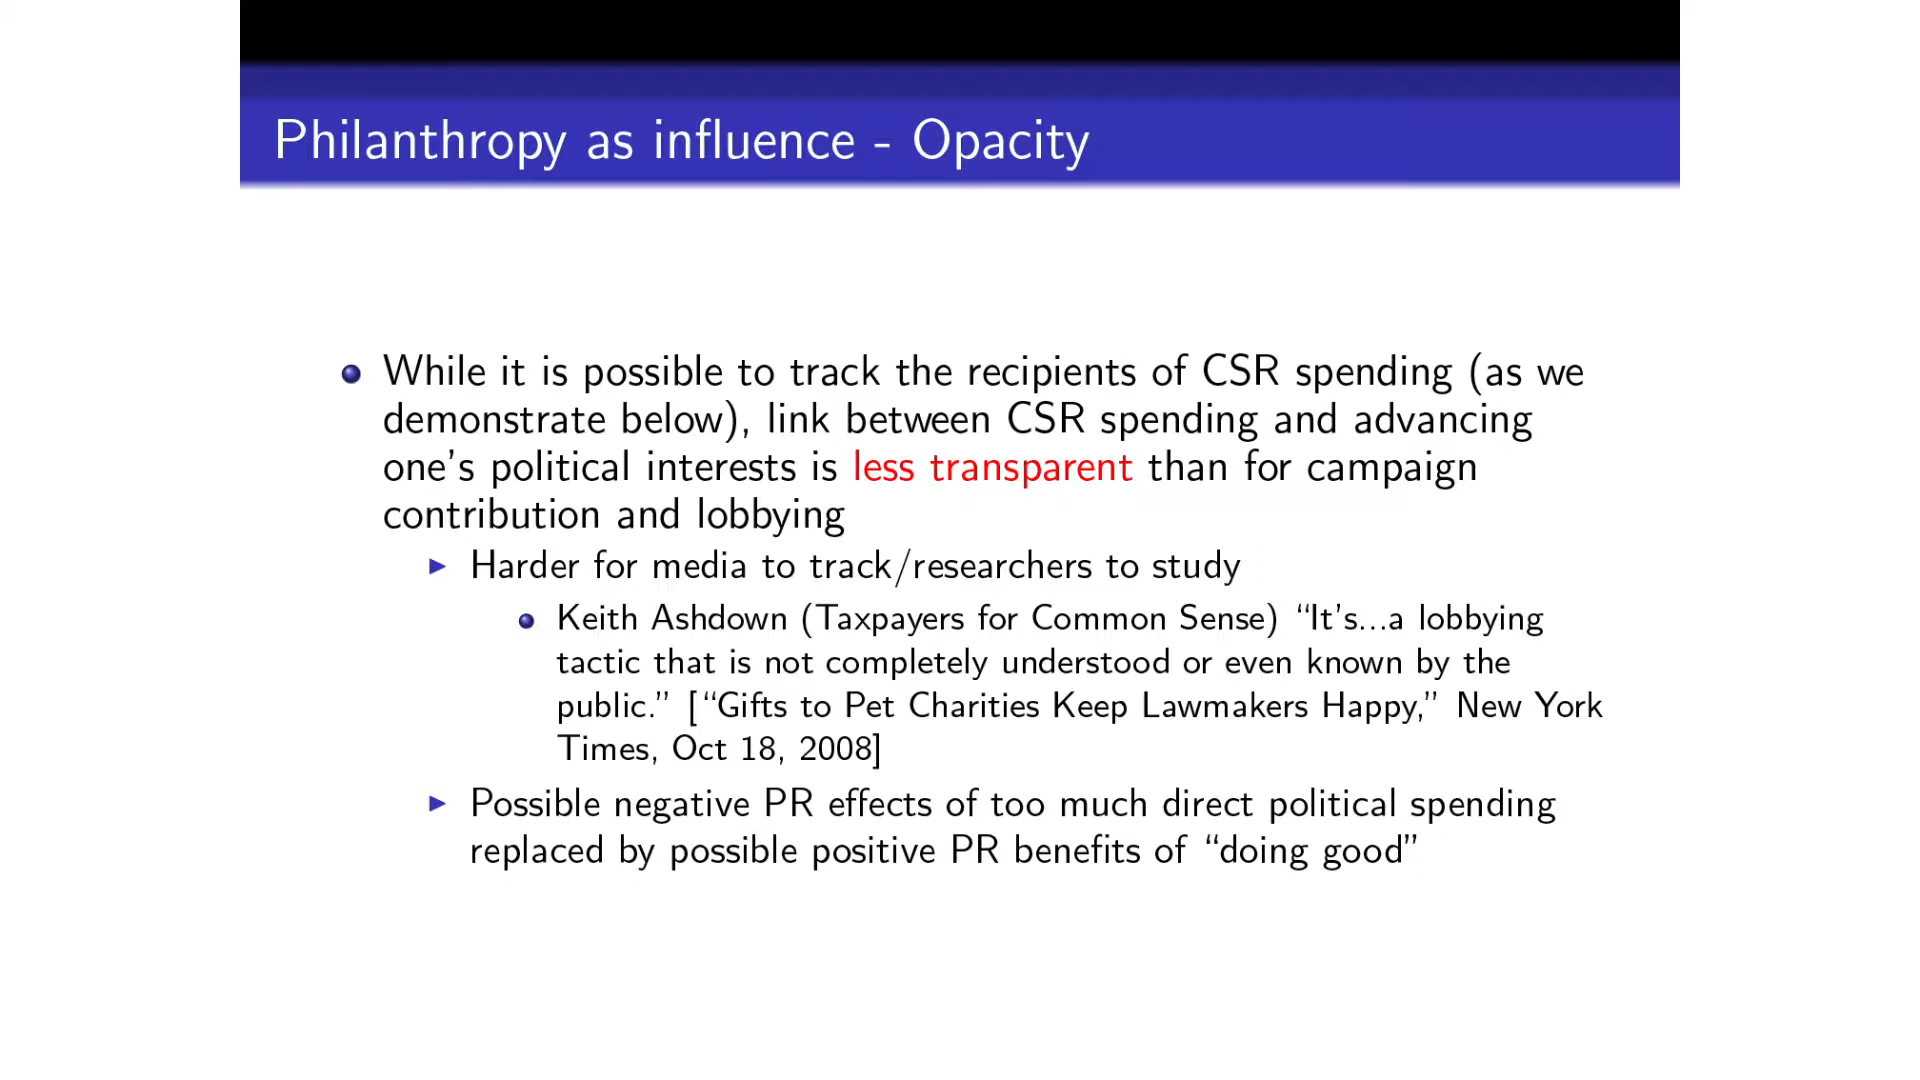 Philanthropy as influence - Opacity
While it is possible to track the recipients of CSR spending (as we
demonstrate below), link between CSR spending and advancing
one's political interests is less transparent than for campaign
contribution and lobbying
Harder for media to track/researchers to study
Keith Ashdown (Taxpayers for Common Sense) “It's...a lobbying
tactic that is not completely understood or even known by the
public.” [“Gifts to Pet Charities Keep Lawmakers Happy,” New York
Times, Oct 18, 2008]
Possible negative PR effects of too much direct political spending
replaced by possible positive PR benefits of “doing good”